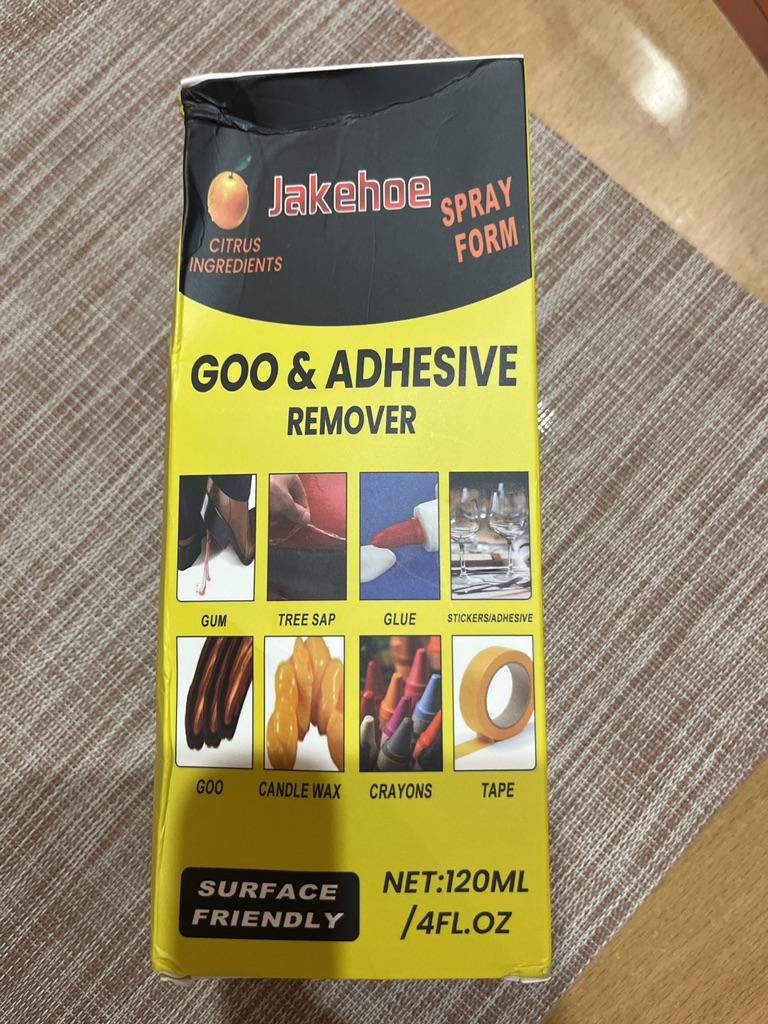 Jakehoe
SPRAY
FORM
CITRUS
INGREDIENTS
GOO & ADHESIVE
REMOVER
GUM
TREE SAP
GLUE
STICKERS/ADHESIVE
GOO
CANDLE WAX
CRAYONS
TAPE
SURFACE
FRIENDLY
NET:120ML
/4FL.OZ